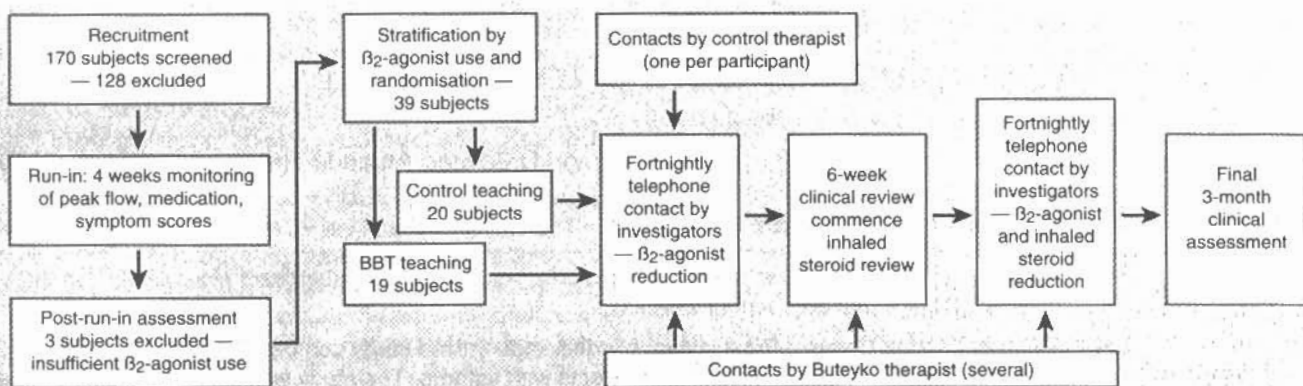 Recruitment
170 subjects screened
— 128 excluded
Run-in: 4 weeks monitoring
of peak flow, medication,
symptom scores
Post-run-in assessment
3 subjects excluded —
insufficient ß2-agonist use
Stratification by
ß2-agonist use and
randomisation —
39 subjects
Control teaching
20 subjects
BBT teaching
19 subjects
Contacts by control therapist
(one per participant)
Fortnightly
telephone
contact by
investigators
— ß2-agonist
reduction
6-week
clinical review
commence
inhaled
steroid review
Fortnightly
telephone
contact by
investigators
— ß2-agonist
and inhaled
steroid
reduction
Final
3-month
clinical
assessment
Contacts by Buteyko therapist (several)